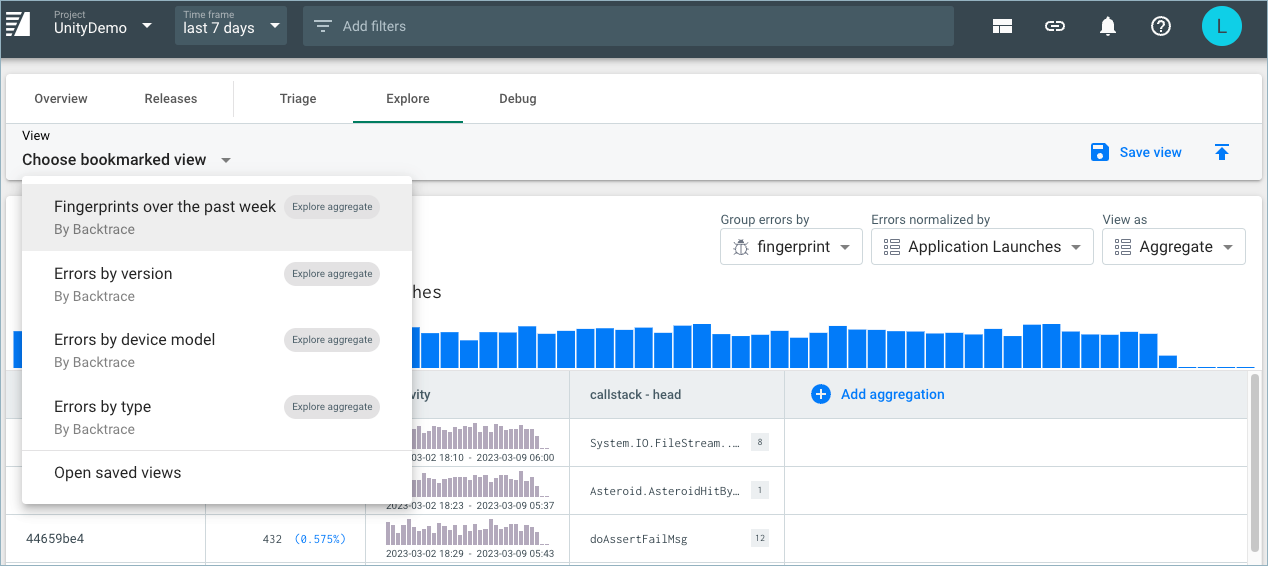 Project
UnityDemo
Time frame
last 7 days
Add filters
L
Overview
Releases
Triage
Explore
Debug
View
Choose bookmarked view
Save view
Fingerprints over the past week
Explore aggregate
By Backtrace
Errors by version
Explore aggregate
By Backtrace
Errors by device model
Explore aggregate
By Backtrace
Errors by type
Explore aggregate
By Backtrace
Open saved views
Group errors by
fingerprint
Errors normalized by
Application Launches
View as
Aggregate
hes
vity
callstack - head
Add aggregation
03-02 18:10 - 2023-03-09 06:00
System.IO.FileStream..…
8
2023-03-02 18:23 - 2023-03-09 05:37
Asteroid.AsteroidHitBy…
1
44659be4
432 (0.575%)
2023-03-02 18:29 - 2023-03-09 05:43
doAssertFailMsg
12